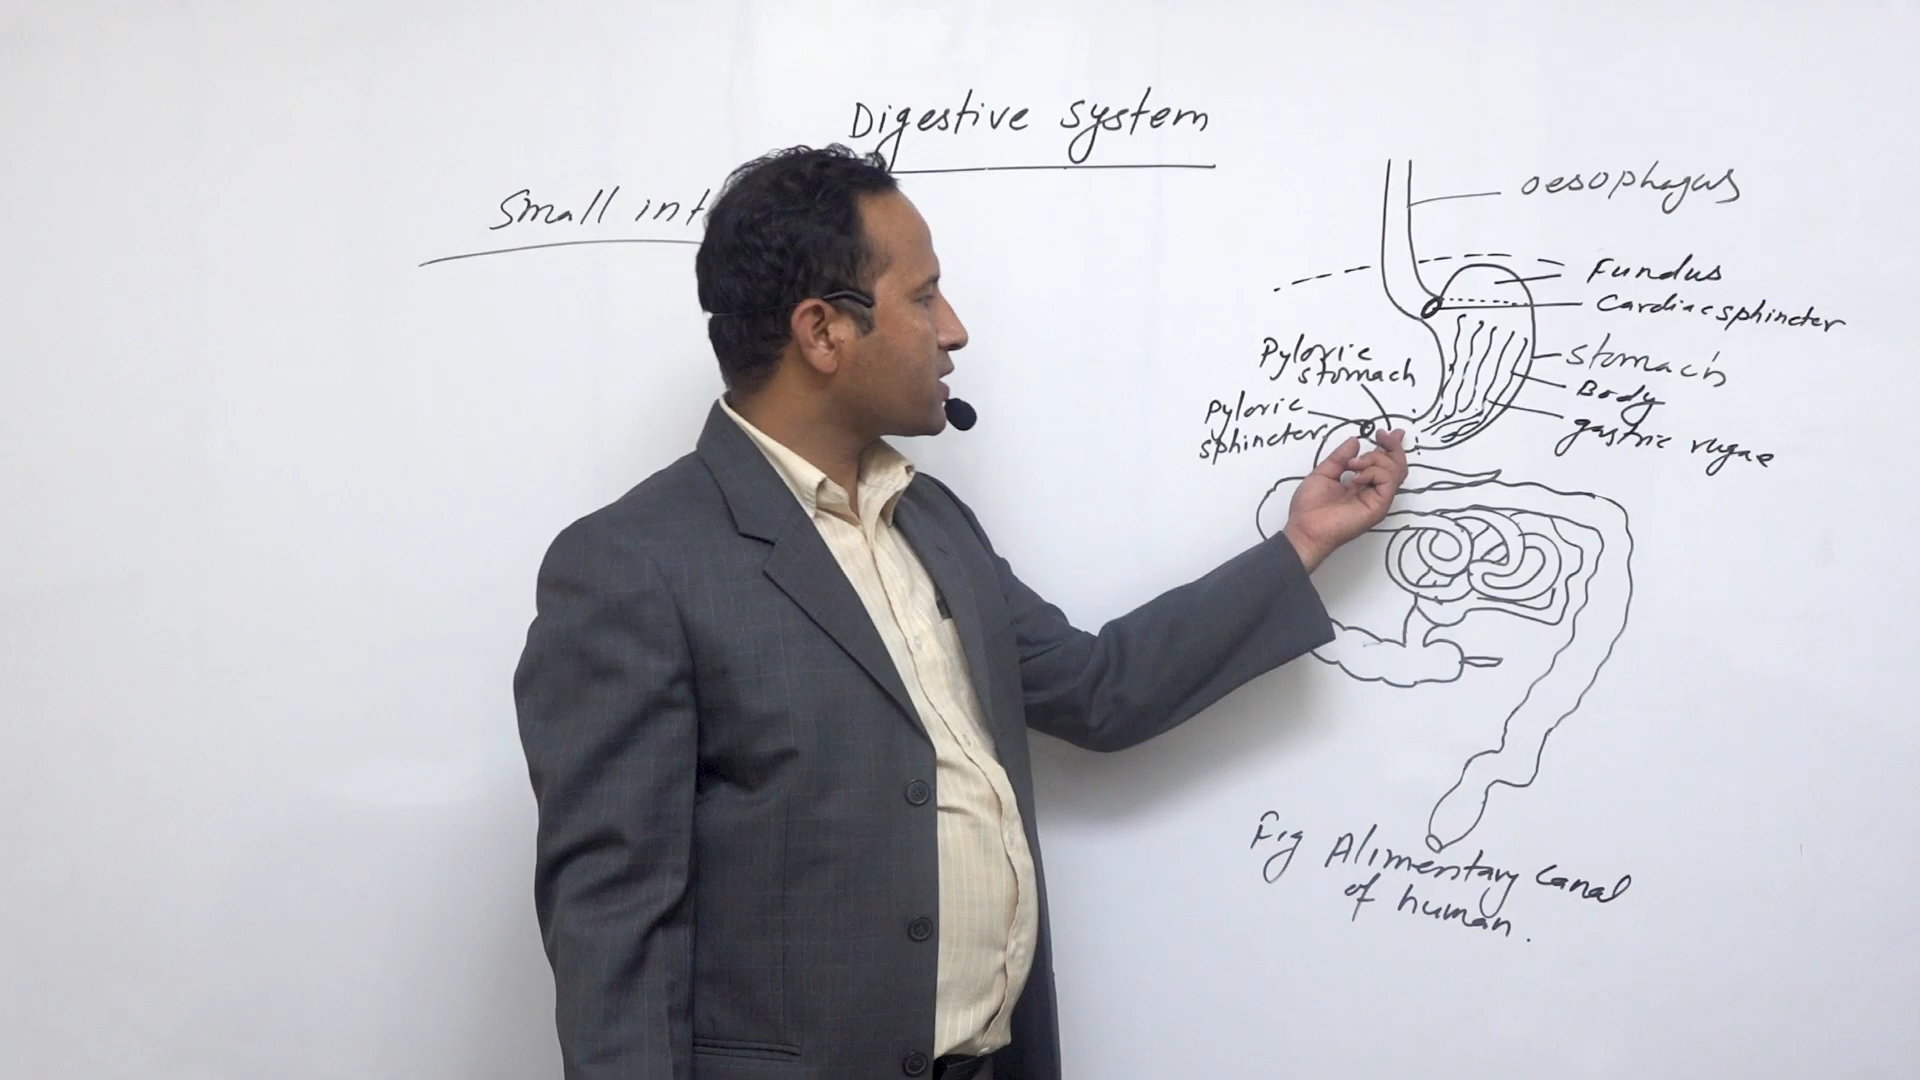 Digestive system
Small int
oesophagus
Fundus
Cardiac sphincter
Pyloric
stomach
stomach
Body
Pyloric
sphincter
gastric rugae
Fig Alimentary Canal
of human.